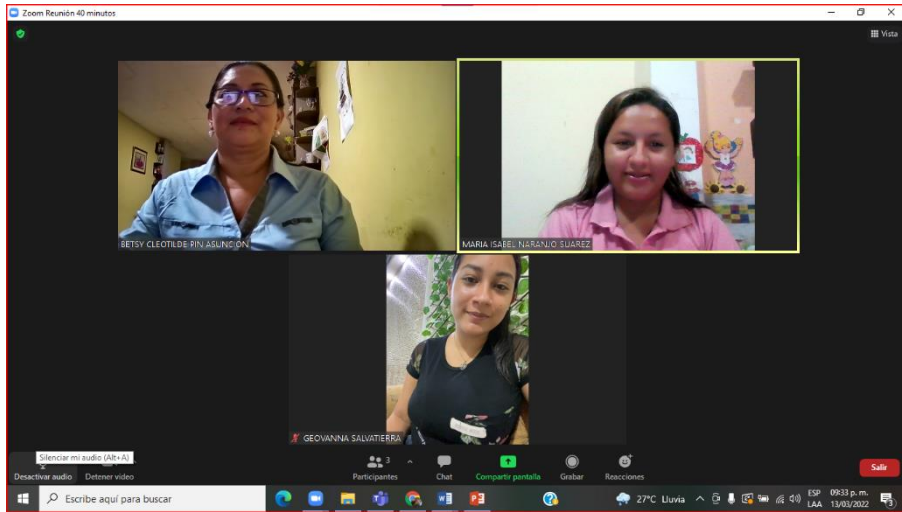 Zoom Reunión 40 minutos
Vista
BETSY CLEOTILDE PIN ASUNCION
MARIA ISABEL NARANJO SUAREZ
GEOVANNA SALVATIERRA
Silenciar mi audio (Alt+A)
3
Desactivar audio
Detener video
Participantes
Chat
Compartir pantalla
Grabar
Reacciones
Salir
Escribe aquí para buscar
27°C Lluvia
ESP
LAA
09:33 p. m.
13/03/2022